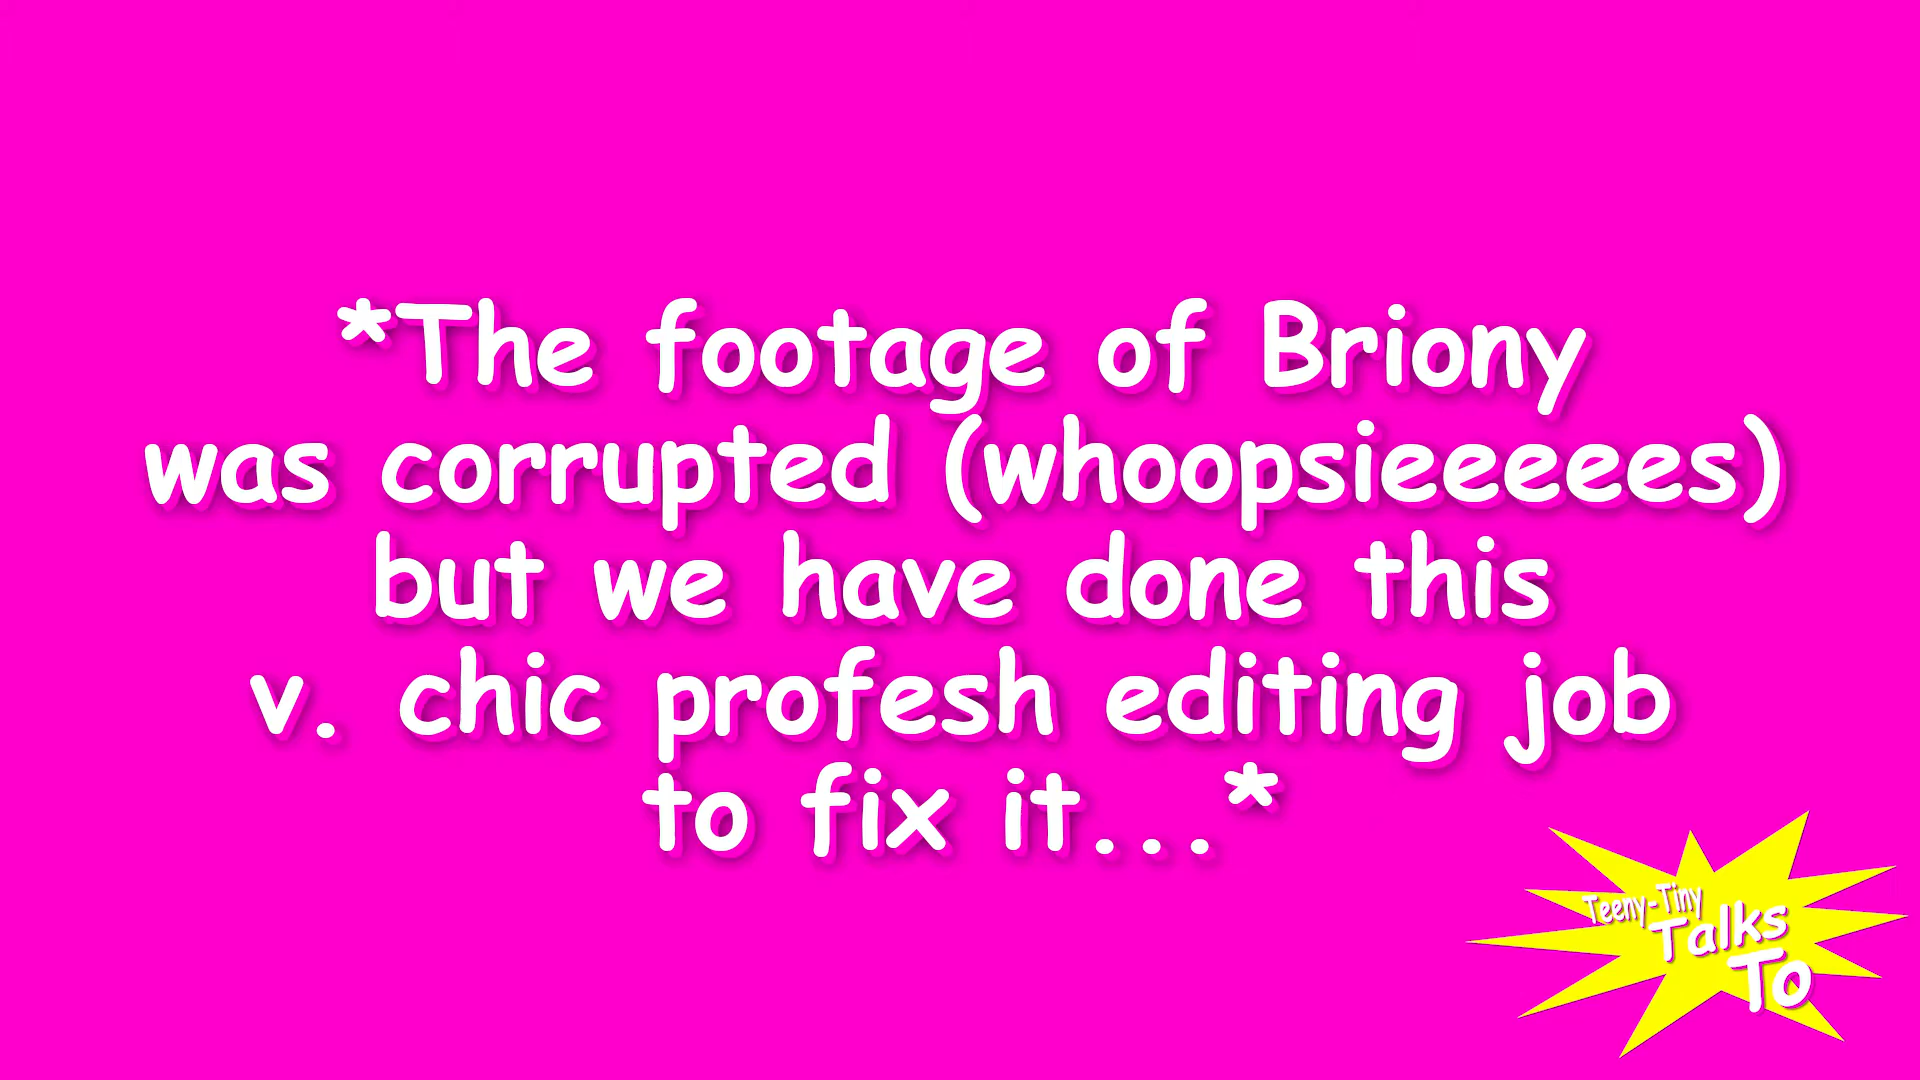 *The footage of Briony
was corrupted (whoopsieeeeees)
but we have done this
v. chic profesh editing job
to fix it...*
Teeny-Tiny
Talks
To